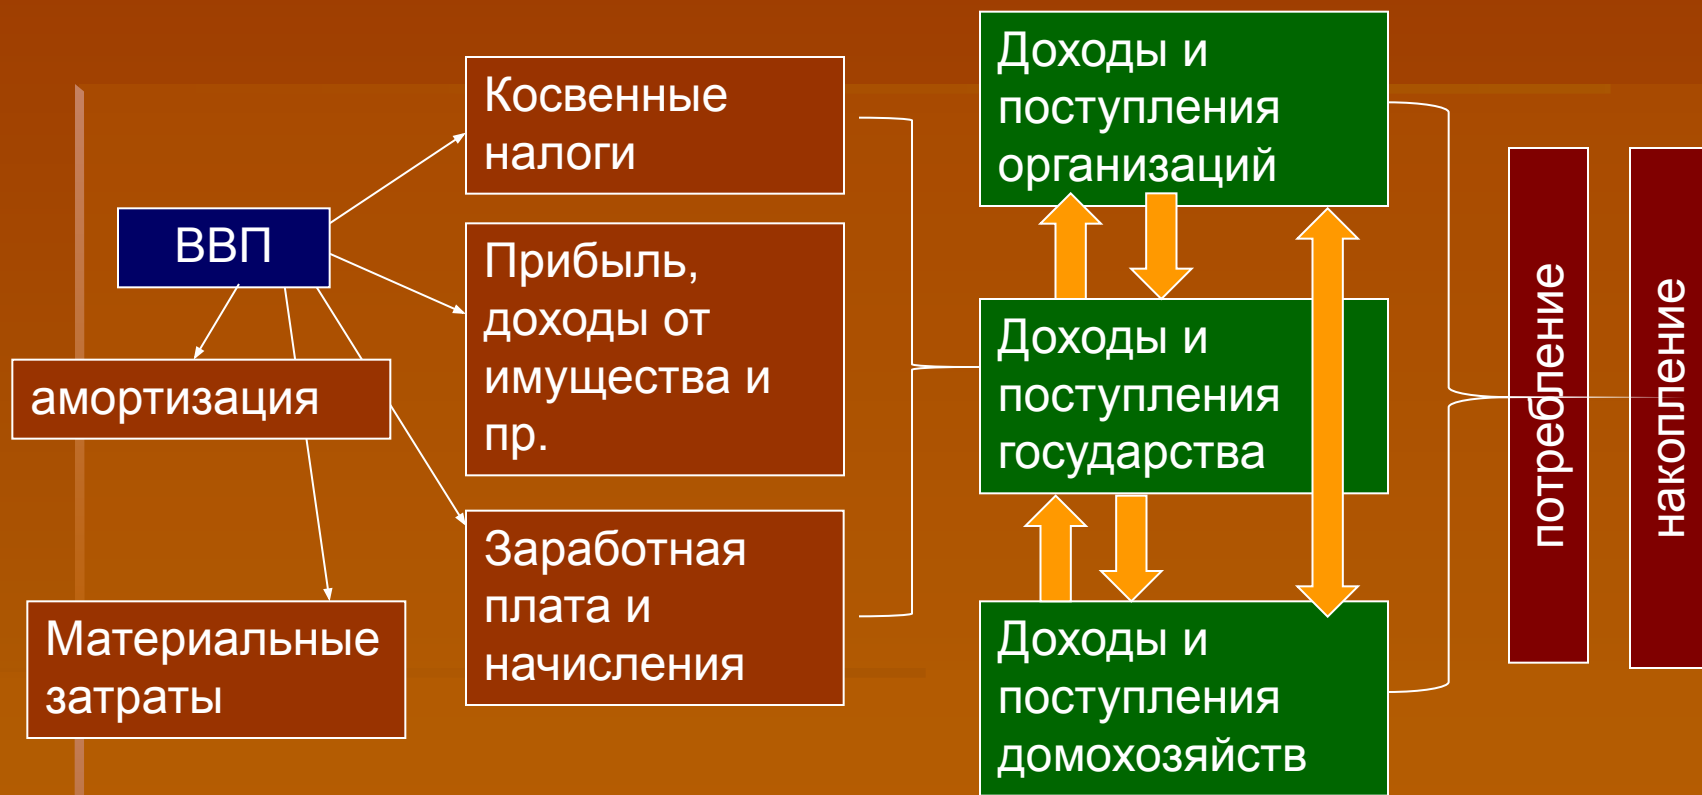 ВВП
амортизация
Материальные
затраты
Косвенные
налоги
Прибыль,
доходы от
имущества и
пр.
Заработная
плата и
начисления
Доходы и
поступления
организаций
Доходы и
поступления
государства
Доходы и
поступления
домохозяйств
потребление
накопление